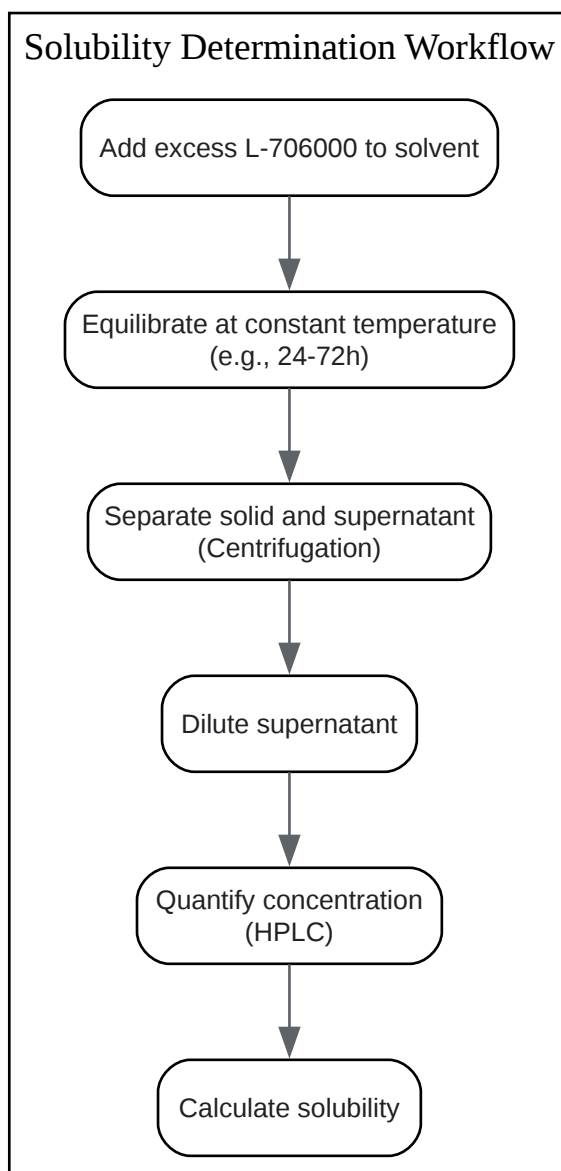 Solubility Determination Workflow
Add excess L-706000 to solvent
Equilibrate at constant temperature
(e.g., 24-72h)
Separate solid and supernatant
(Centrifugation)
Dilute supernatant
Quantify concentration
(HPLC)
Calculate solubility